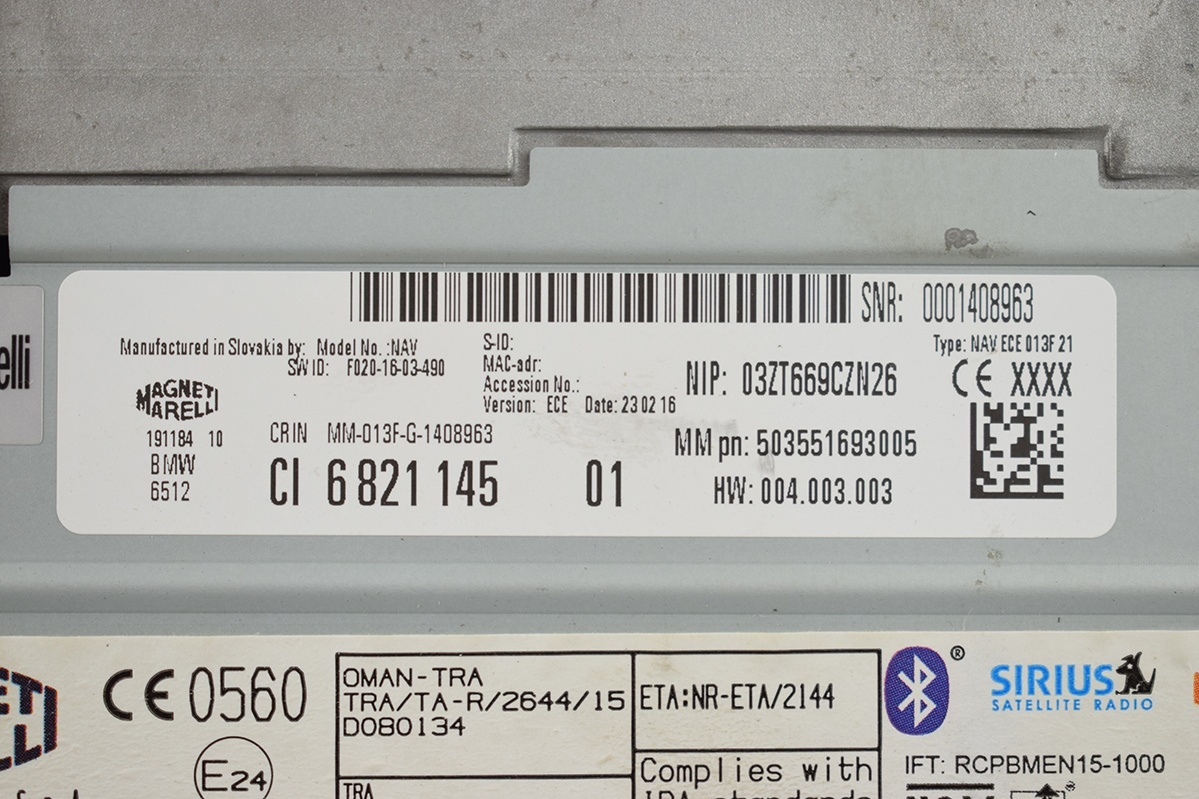 SNR: 0001408963
Manufactured in Slovakia by: Model No. :NAV
SW ID: F020-16-03-490
S-ID:
MAC-adr:
Accession No.:
Version: ECE Date: 23 02 16
Type: NAV ECE 013F 21
NIP: 03ZT669CZN26
CE XXXX
MAGNETI
MARELLI
191184 10
BMW
6512
CRIN MM-013F-G-1408963
CI 6 821 145 01
MM pn: 503551693005
HW: 004.003.003
elli
ETI
ELLI
CE 0560
E24
OMAN-TRA
TRA/TA-R/2644/15
D080134
TRA
ETA:NR-ETA/2144
Complies with
IDA standards
®
SIRIUS
SATELLITE RADIO
IFT: RCPBMEN15-1000